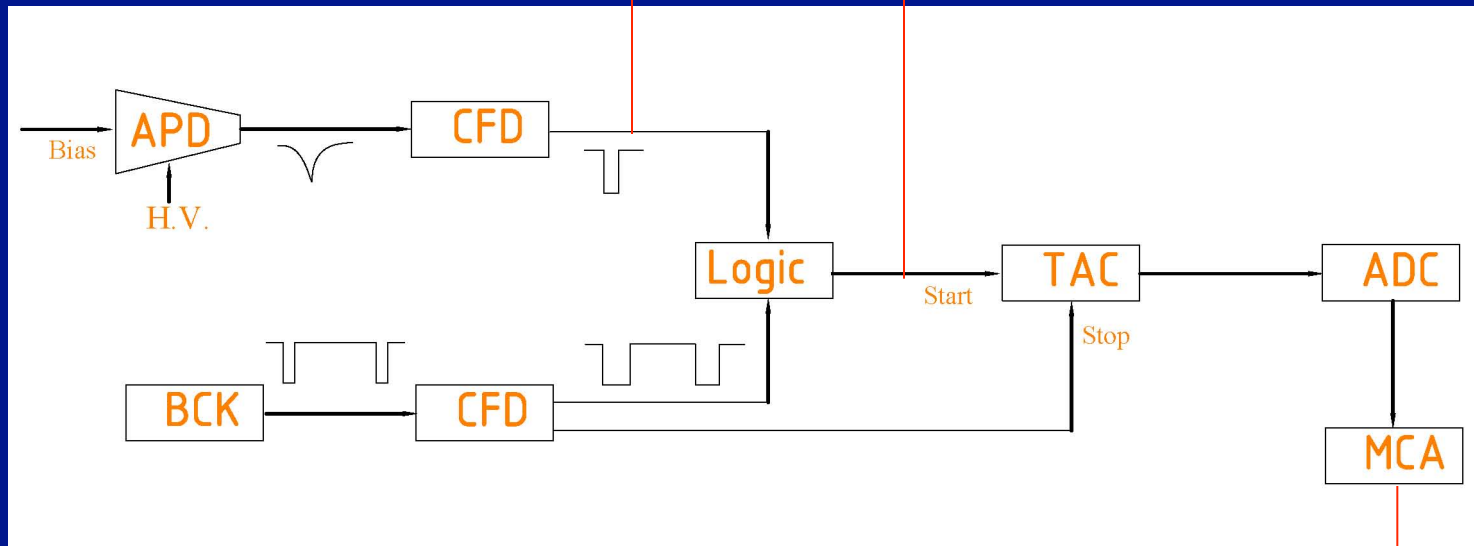 APD
CFD
Bias
H.V.
Logic
TAC
ADC
Start
Stop
BCK
CFD
MCA